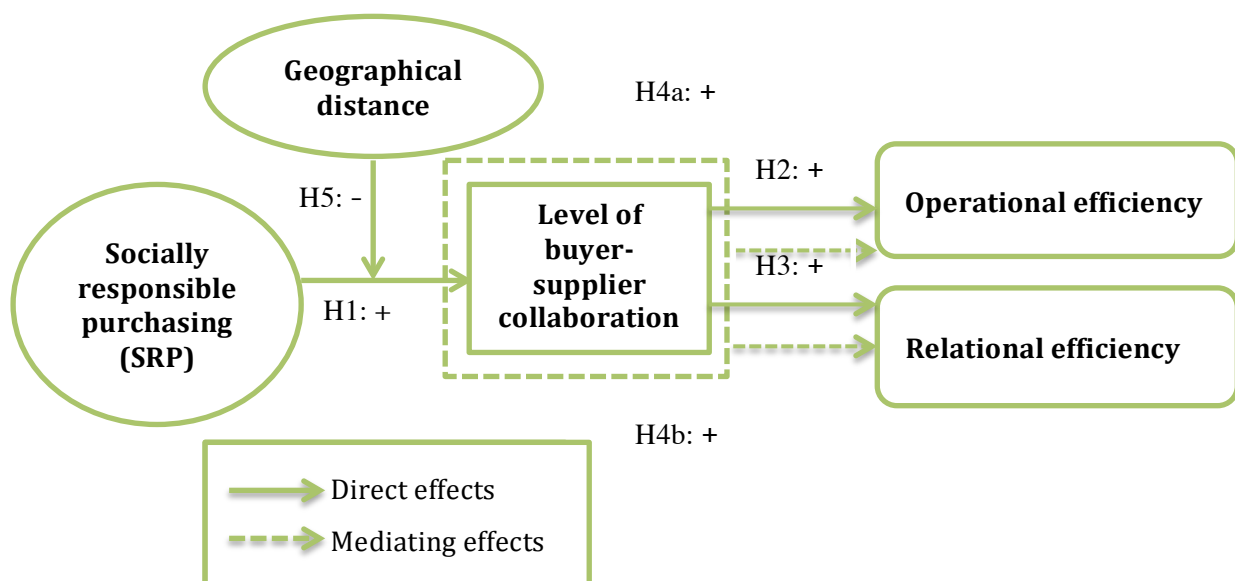 Geographical
distance
H4a: +
H2: +
H5: -
Level of
buyer-
supplier
collaboration
Operational efficiency
Socially
responsible
purchasing
(SRP)
H3: +
H1: +
Relational efficiency
H4b: +
Direct effects
Mediating effects